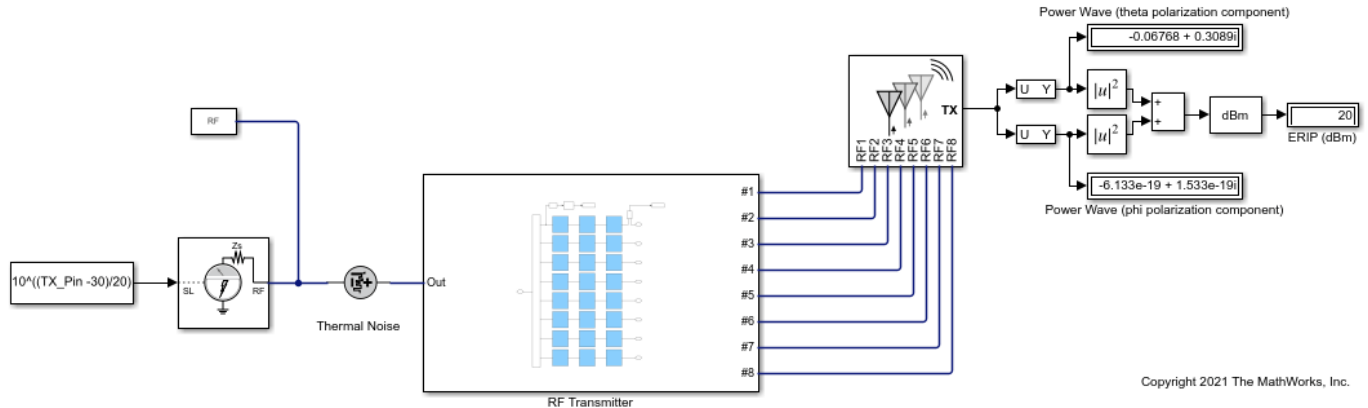 Power Wave (theta polarization component)
-0.06768 + 0.3089i
TX
U Y
|u|²
+
+
dBm
20
ERIP (dBm)
U Y
|u|²
RF1
RF2
RF3
RF4
RF5
RF6
RF7
RF8
-6.133e-19 + 1.533e-19i
Power Wave (phi polarization component)
RF
#1
#2
#3
#4
#5
#6
#7
#8
10^((TX_Pin -30)/20)
SL
Zs
RF
Thermal Noise
Out
RF Transmitter
Copyright 2021 The MathWorks, Inc.